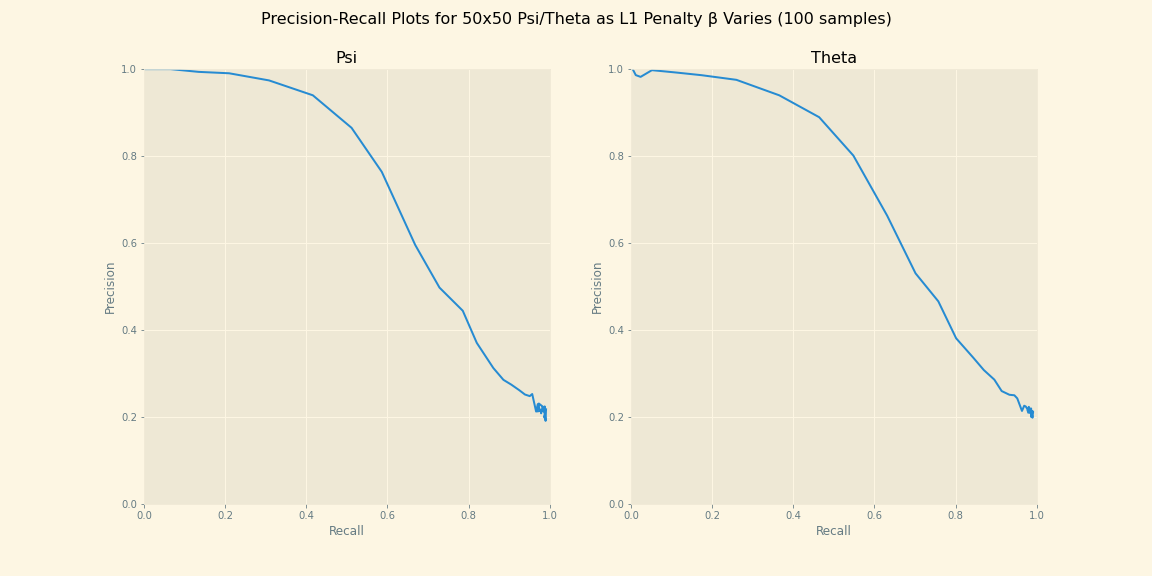 Precision-Recall Plots for 50x50 Psi/Theta as L1 Penalty β Varies (100 samples)
Psi
1.0
0.8
0.6
0.4
0.2
0.0
Precision
0.0 0.2 0.4 0.6 0.8 1.0
Recall
Theta
1.0
0.8
0.6
0.4
0.2
0.0
Precision
0.0 0.2 0.4 0.6 0.8 1.0
Recall